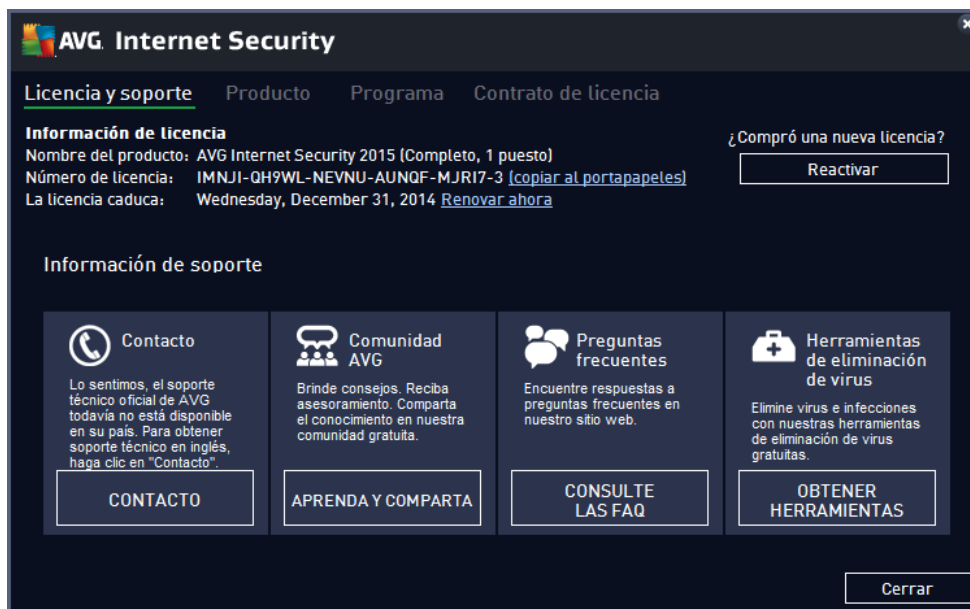 AVG. Internet Security
Licencia y soporte Producto Programa Contrato de licencia
Información de licencia
¿Compró una nueva licencia?
Nombre del producto: AVG Internet Security 2015 (Completo, 1 puesto)
Reactivar
Número de licencia: IMNJI-QH9WL-NEVNU-AUNQF-MJRI7-3 (copiar al portapapeles)
La licencia caduca: Wednesday, December 31, 2014 Renovar ahora
Información de soporte
Contacto
Lo sentimos, el soporte
técnico oficial de AVG
todavía no está disponible
en su país. Para obtener
soporte técnico en inglés,
haga clic en "Contacto".
CONTACTO
Comunidad
AVG
Brinde consejos. Reciba
asesoramiento. Comparta
el conocimiento en nuestra
comunidad gratuita.
APRENDA Y COMPARTA
Preguntas
frecuentes
Encuentre respuestas a
preguntas frecuentes en
nuestro sitio web.
CONSULTE
LAS FAQ
Herramientas
de eliminación
de virus
Elimine virus e infecciones
con nuestras herramientas
de eliminación de virus
gratuitas.
OBTENER
HERRAMIENTAS
Cerrar